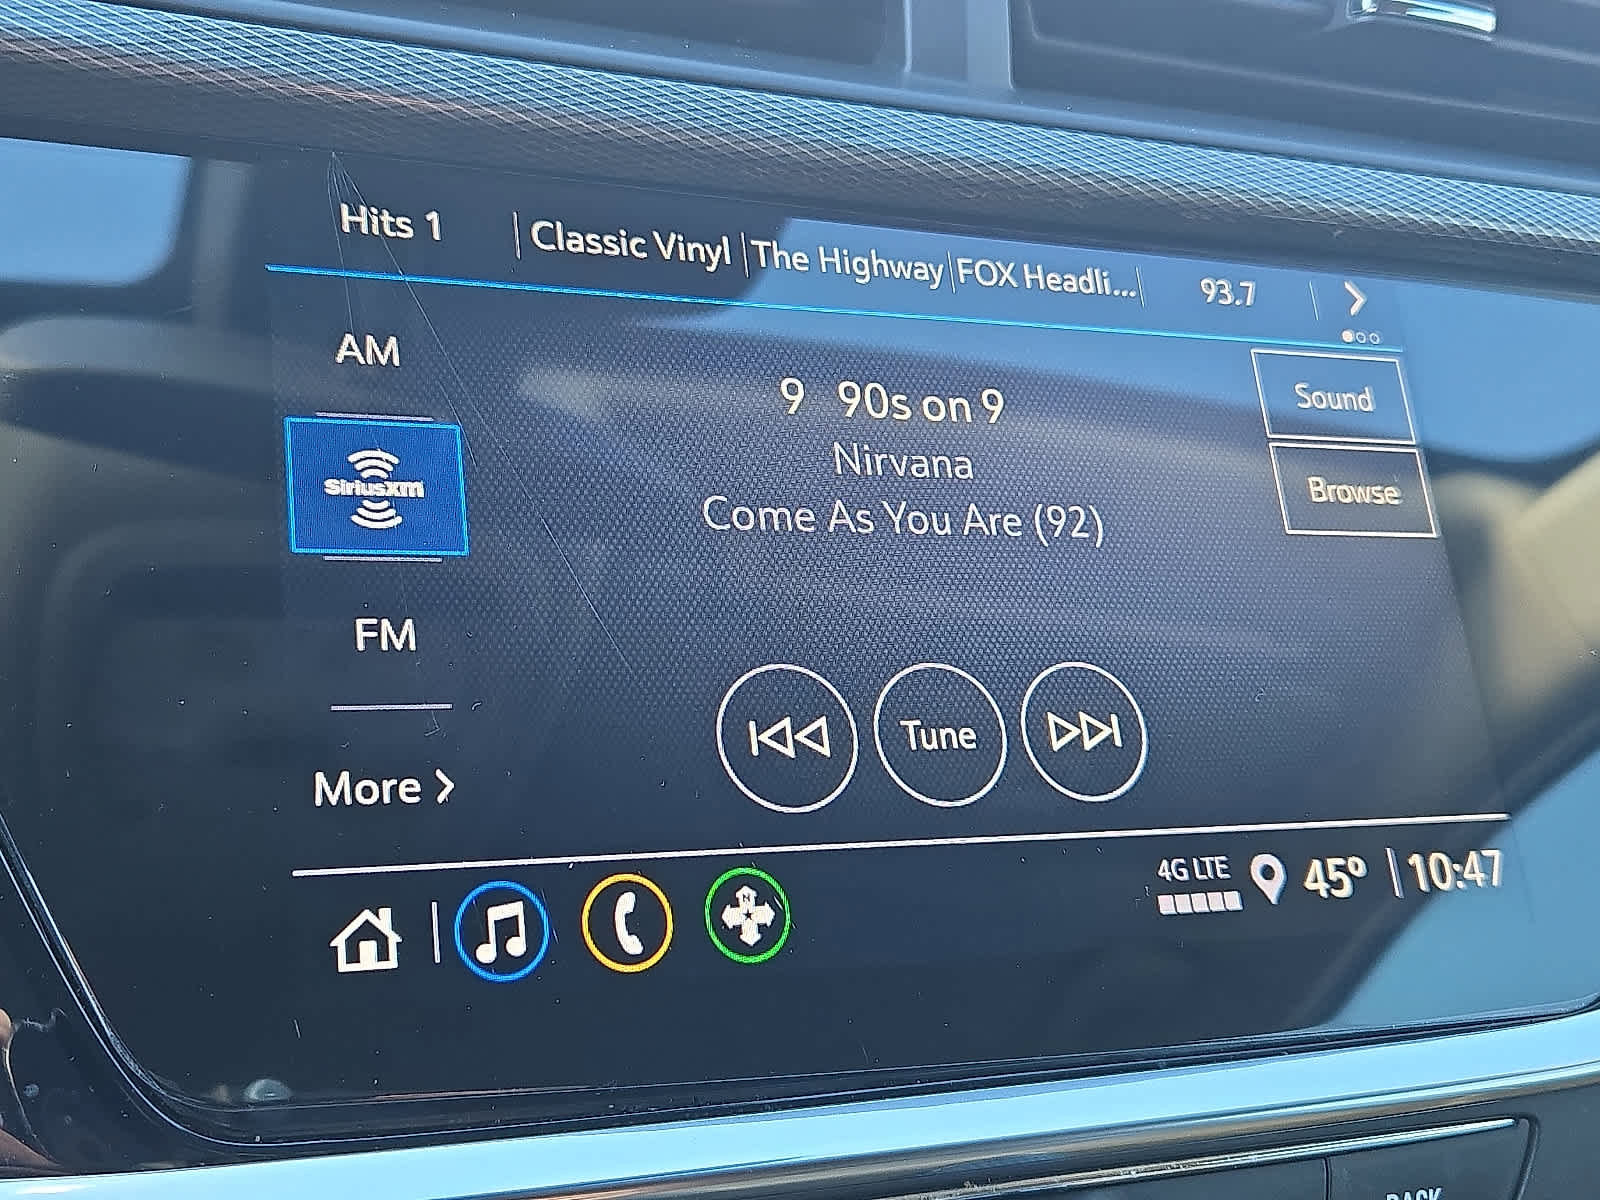 Hits 1 Classic Vinyl The Highway FOX Headli... 93.7
AM
9 90s on 9
Sound
Nirvana
SiriusXM
Browse
Come As You Are (92)
FM
Tune
More >
4G LTE 45° 10:47
N
BACK